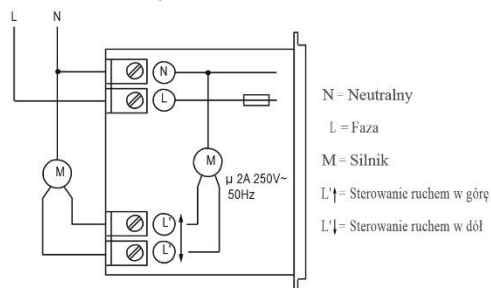 L N
N
L
M
M
μ 2A 250V~
50Hz
L'
L'
N = Neutralny
L = Faza
M = Silnik
L'↑= Sterowanie ruchem w górę
L'↓= Sterowanie ruchem w dół